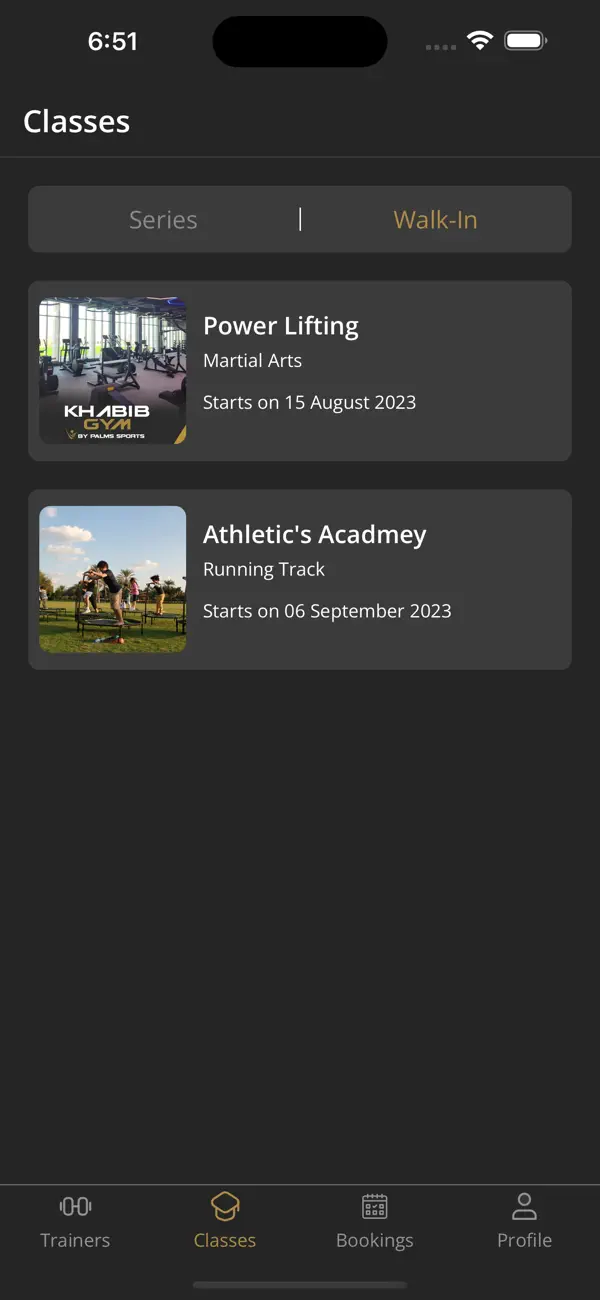 6:51
Classes
Series
Walk-In
Power Lifting
Martial Arts
Starts on 15 August 2023
KHABIB
GYM
BY PALMS SPORTS
Athletic's Acadmey
Running Track
Starts on 06 September 2023
Trainers
Classes
Bookings
Profile